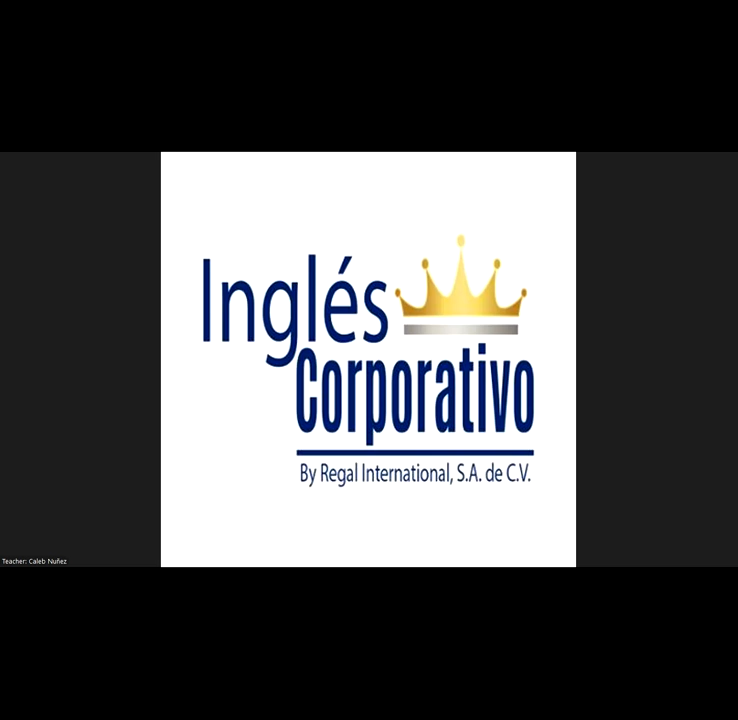 Inglés
Corporativo
By Regal International, S.A. de C.V.
Teacher: Caleb Nuñez